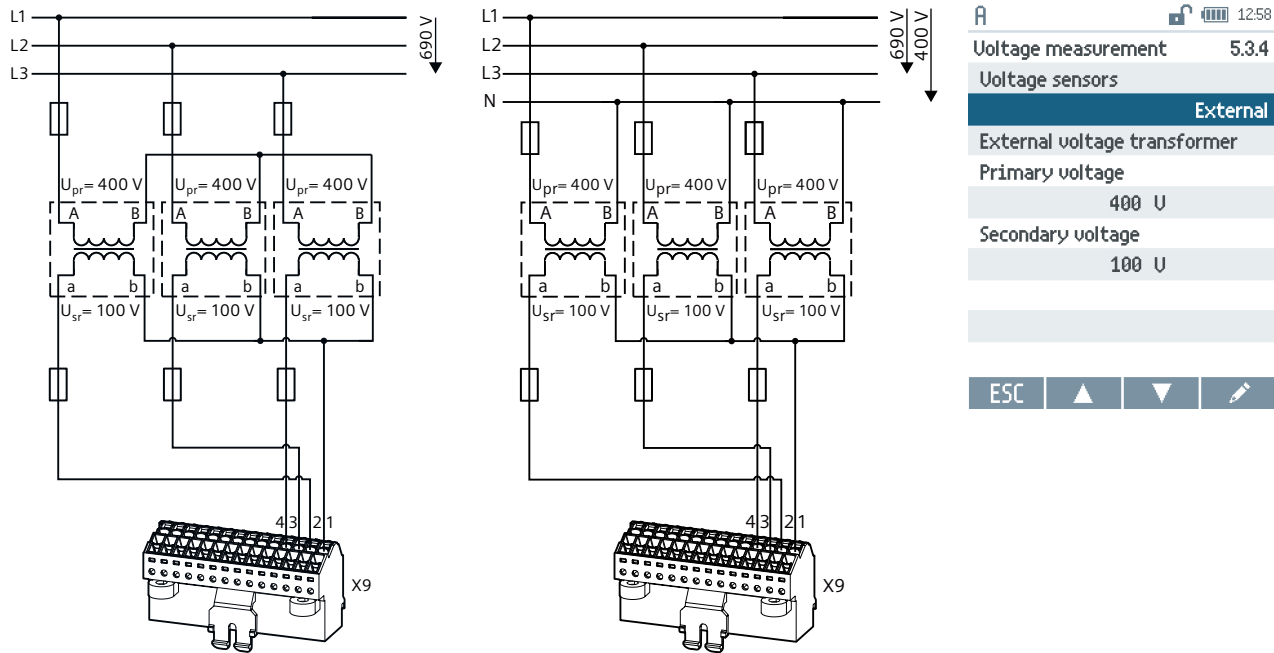 L1
L2
L3
690 V
Upr= 400 V Upr= 400 V Upr= 400 V
A B A B A B
a b a b a b
Usr= 100 V Usr= 100 V Usr= 100 V
4 3 2 1
X9
L1
L2
L3
N
690 V
400 V
Upr= 400 V Upr= 400 V Upr= 400 V
A B A B A B
a b a b a b
Usr= 100 V Usr= 100 V Usr= 100 V
4 3 2 1
X9
A 12:58
Voltage measurement 5.3.4
Voltage sensors
External
External voltage transformer
Primary voltage
400 V
Secondary voltage
100 V
ESC